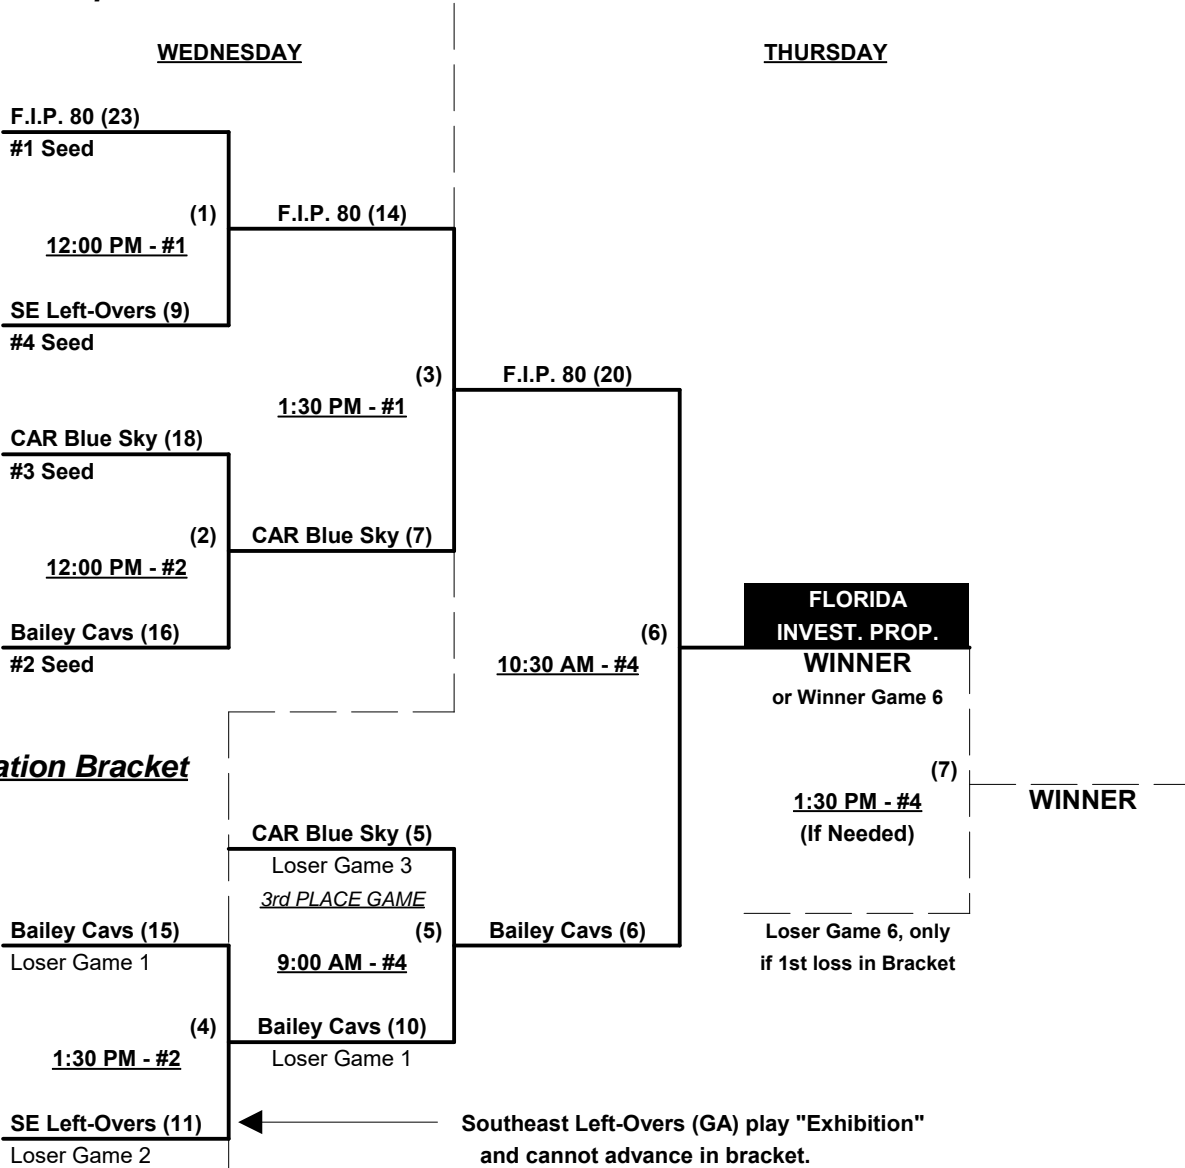 WEDNESDAY
THURSDAY
F.I.P. 80 (23)
#1 Seed
(1)
F.I.P. 80 (14)
12:00 PM - #1
SE Left-Overs (9)
#4 Seed
(3)
F.I.P. 80 (20)
1:30 PM - #1
CAR Blue Sky (18)
#3 Seed
(2)
CAR Blue Sky (7)
12:00 PM - #2
Bailey Cavs (16)
#2 Seed
(6)
10:30 AM - #4
FLORIDA
INVEST. PROP.
WINNER
or Winner Game 6
ation Bracket
(7)
1:30 PM - #4
(If Needed)
WINNER
CAR Blue Sky (5)
Loser Game 3
3rd PLACE GAME
Bailey Cavs (15)
Loser Game 1
(5)
9:00 AM - #4
Bailey Cavs (6)
Loser Game 6, only
if 1st loss in Bracket
(4)
1:30 PM - #2
Bailey Cavs (10)
Loser Game 1
SE Left-Overs (11)
Loser Game 2
Southeast Left-Overs (GA) play "Exhibition"
and cannot advance in bracket.